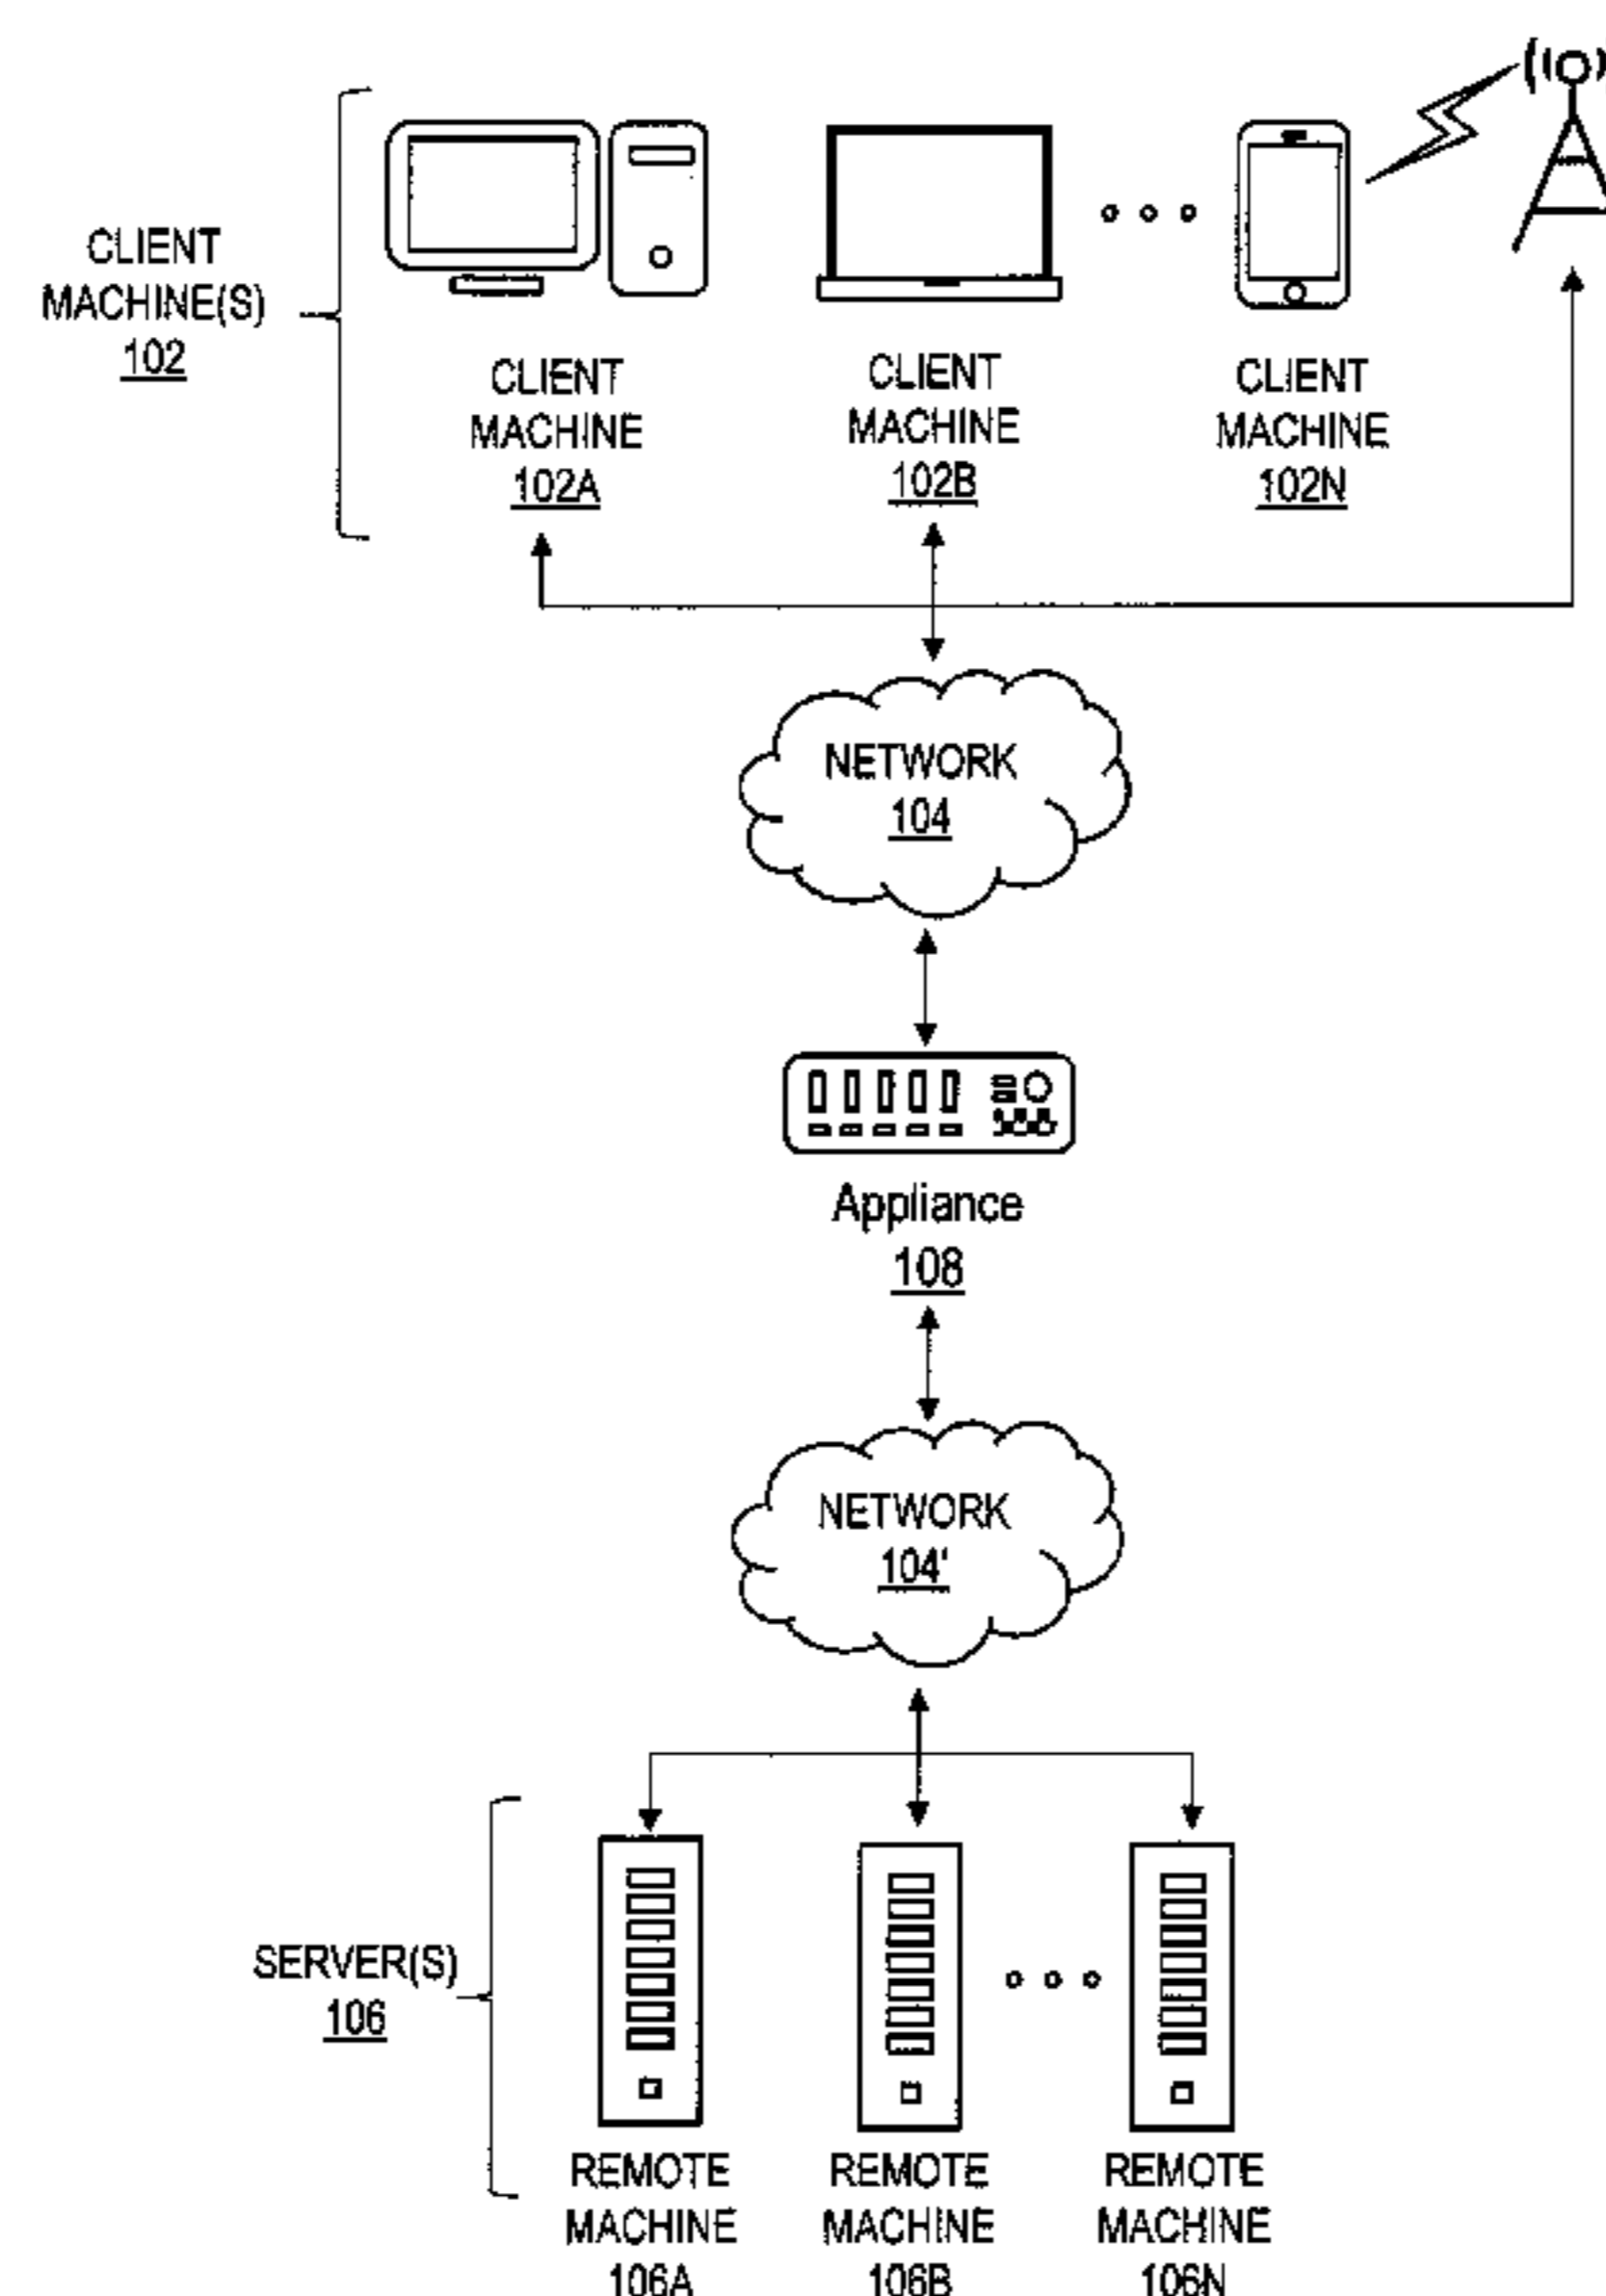 CLIENT
MACHINE(S)
102
CLIENT
MACHINE
102A
CLIENT
MACHINE
102B
CLIENT
MACHINE
102N
NETWORK
104
Appliance
108
NETWORK
104'
SERVER(S)
106
REMOTE
MACHINE
106A
REMOTE
MACHINE
106B
REMOTE
MACHINE
106N